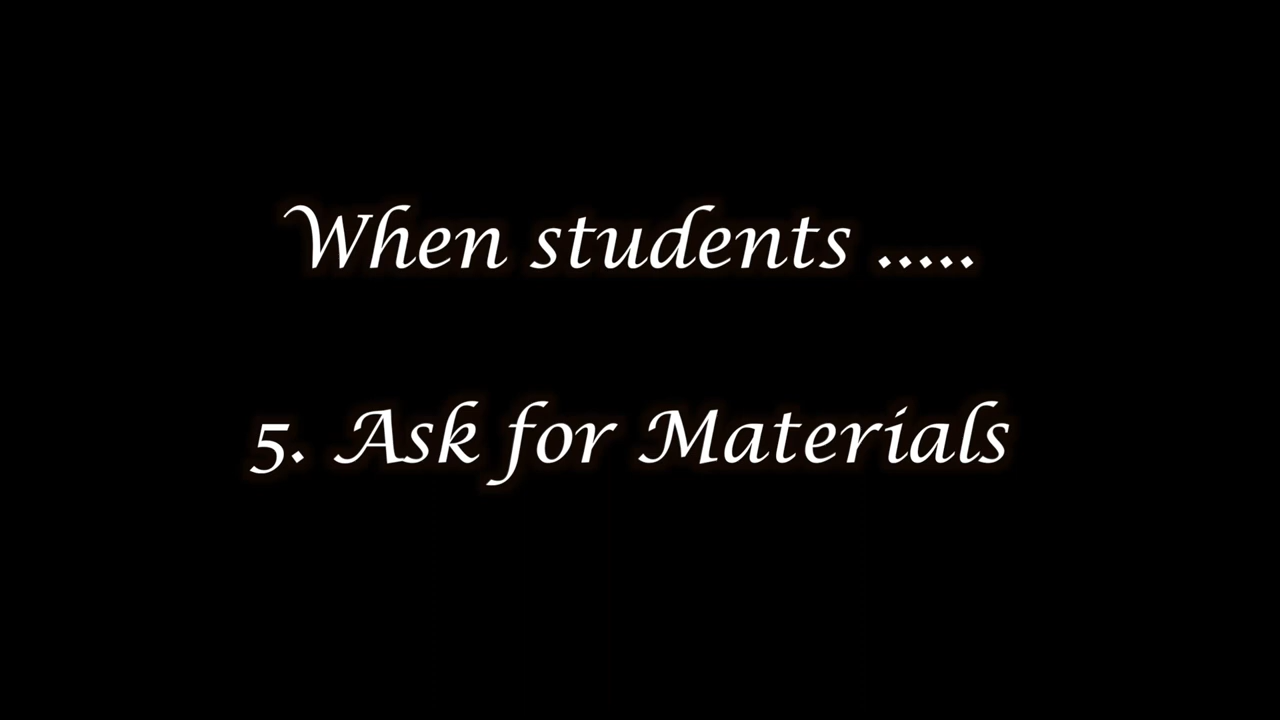 When students .....
5. Ask for Materials